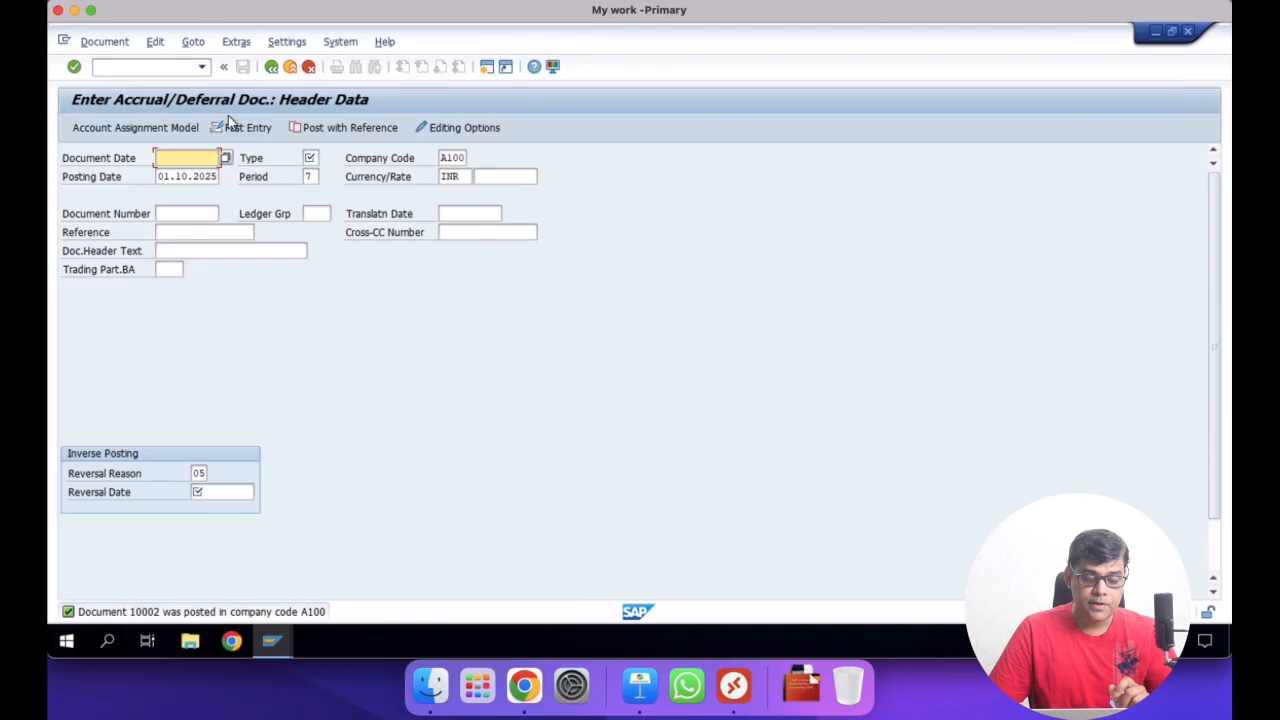 My work -Primary
Document Edit Goto Extras Settings System Help
Enter Accrual/Deferral Doc.: Header Data
Account Assignment Model Post Entry Post with Reference Editing Options
Document Date Type Company Code A100
Posting Date 01.10.2025 Period 7 Currency/Rate INR
Document Number Ledger Grp Translatn Date
Reference Cross-CC Number
Doc.Header Text
Trading Part.BA
Inverse Posting
Reversal Reason 05
Reversal Date
Document 10002 was posted in company code A100
SAP